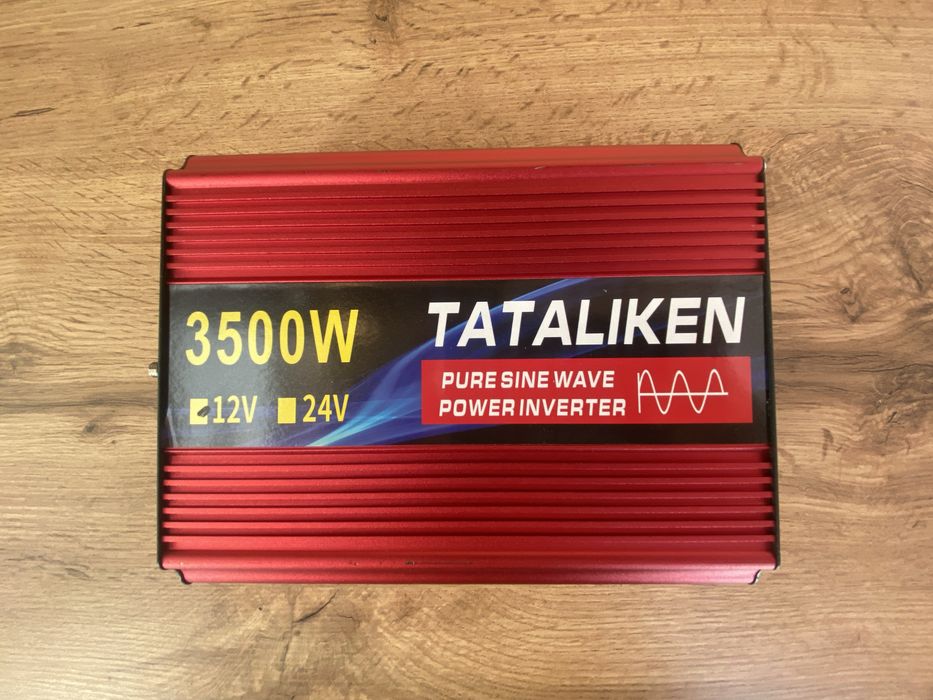 3500W
12V 24V
TATALIKEN
PURE SINE WAVE
POWER INVERTER